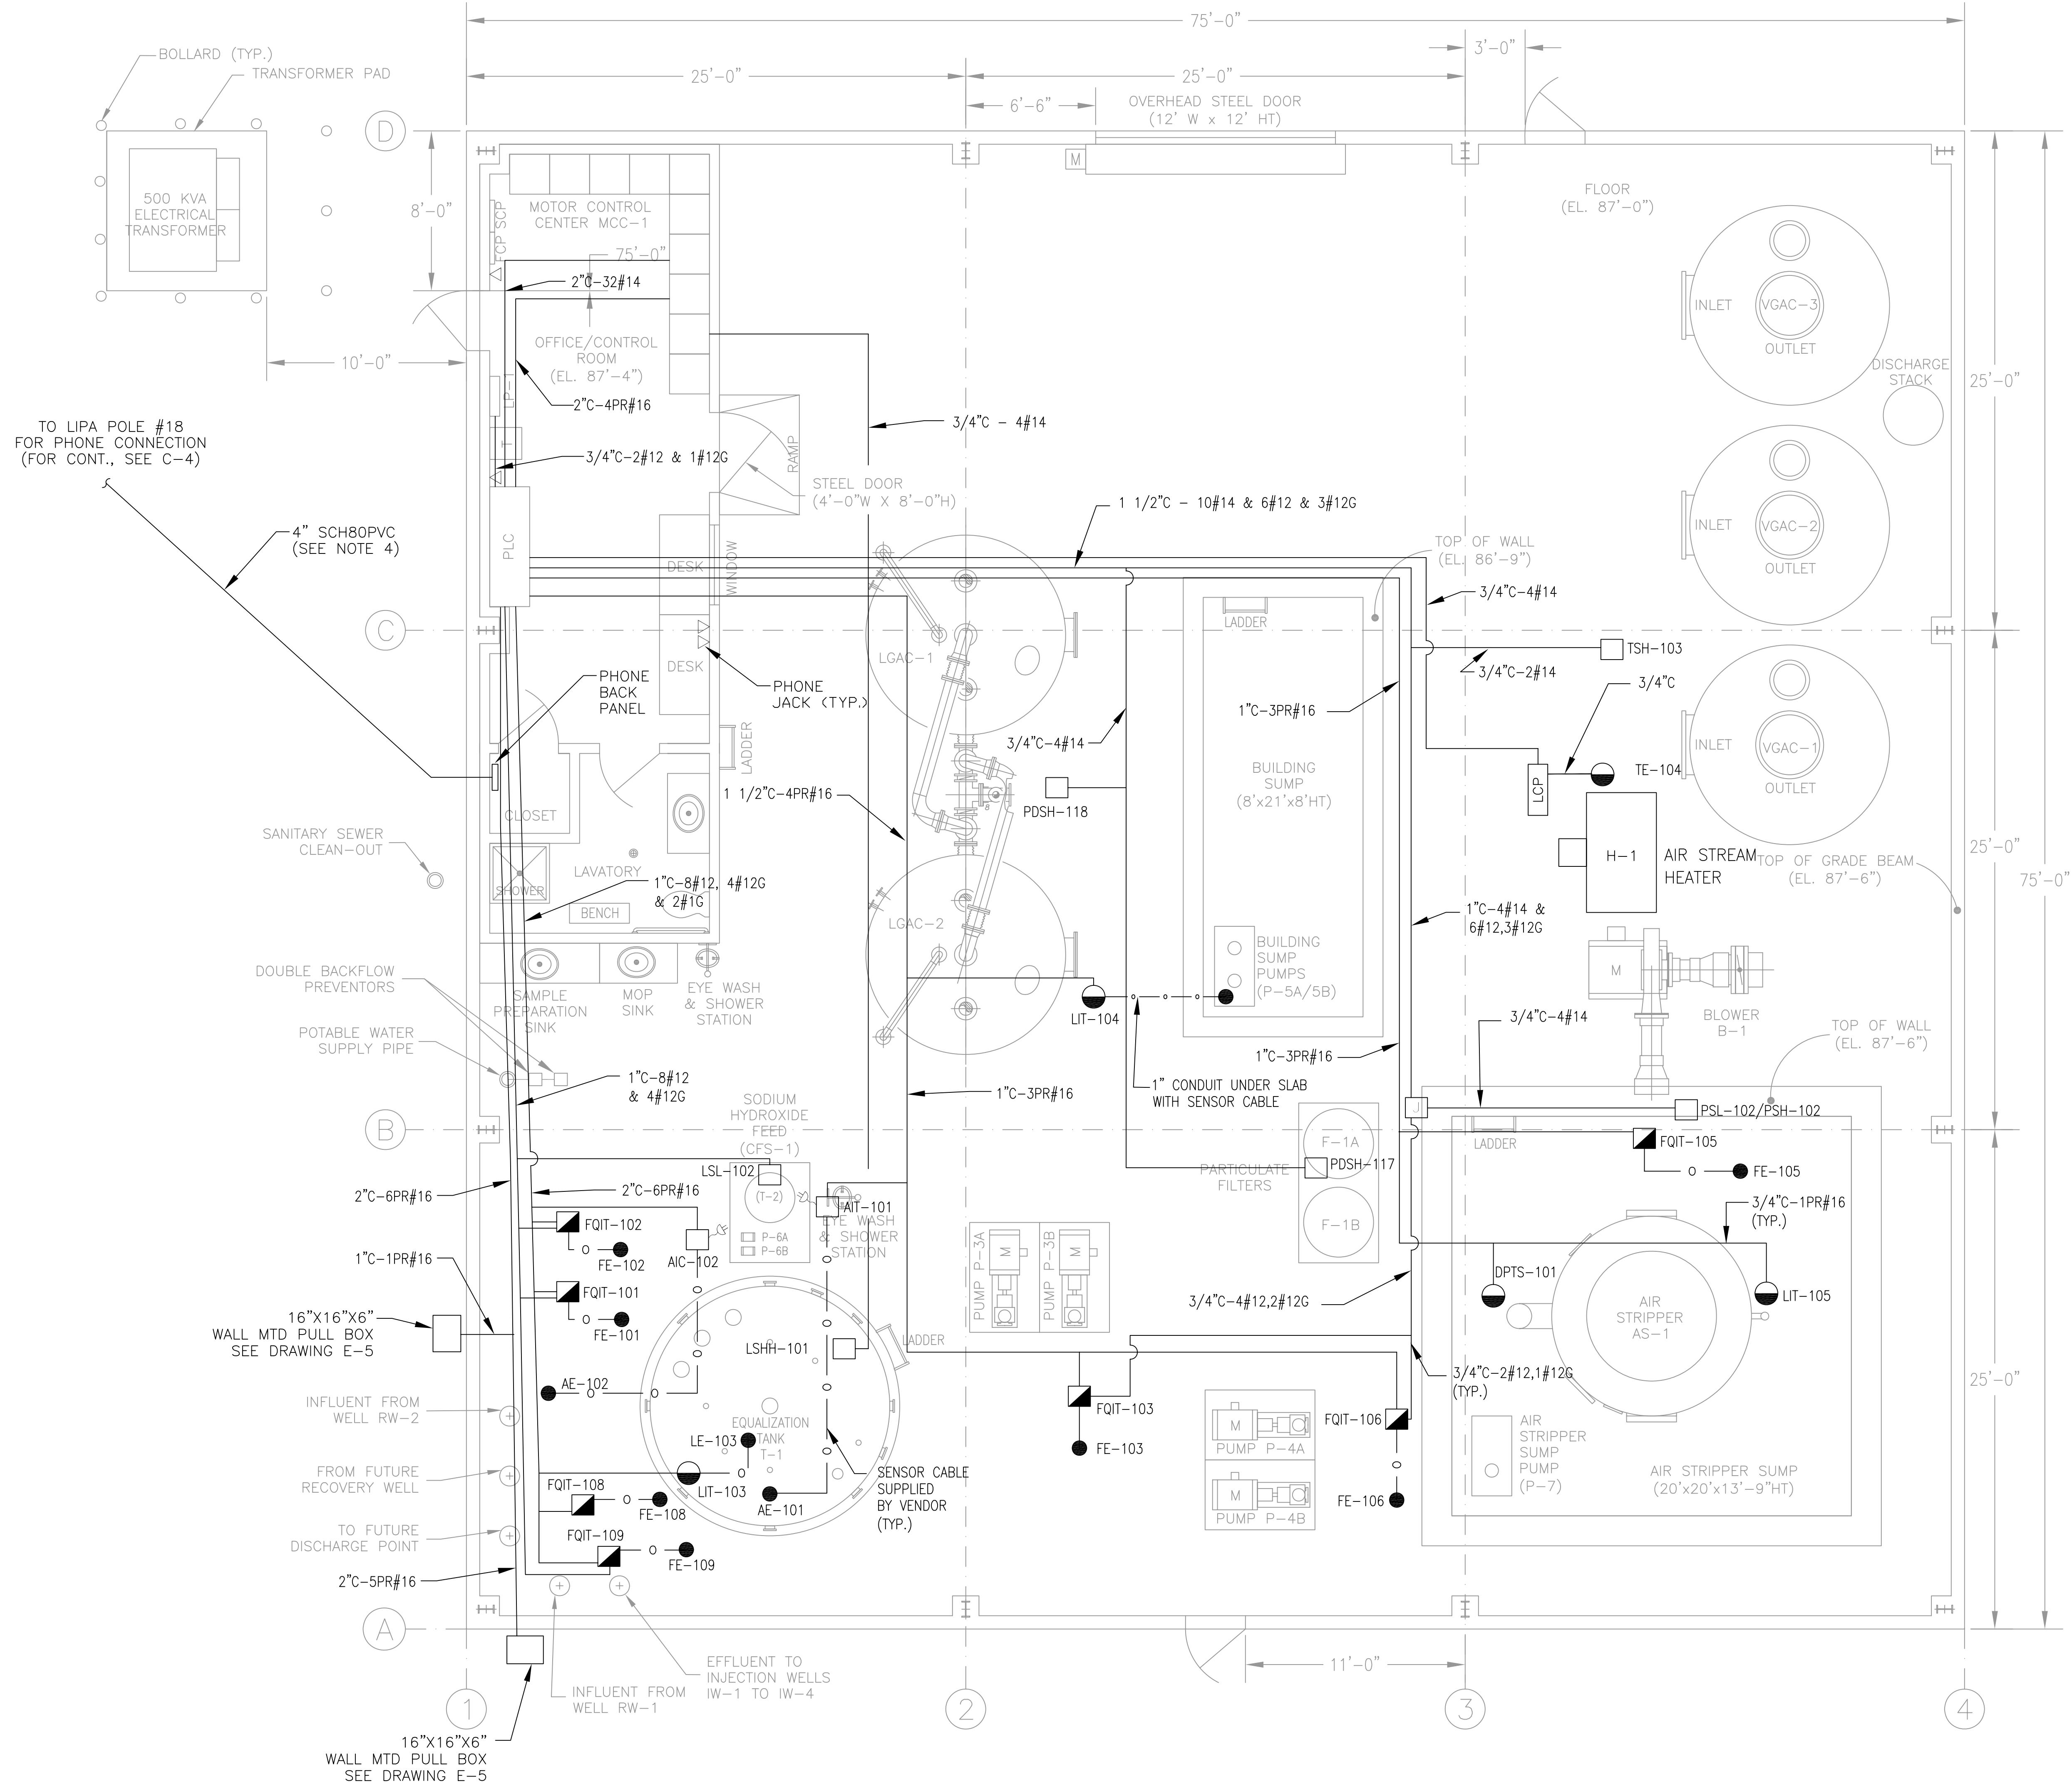 75'-0"
BOLLARD (TYP.)
TRANSFORMER PAD
25'-0"
25'-0"
3'-0"
6'-6"
OVERHEAD STEEL DOOR
(12' W x 12' HT)
D
M
500 KVA
ELECTRICAL
TRANSFORMER
8'-0"
FCP SCP
MOTOR CONTROL
CENTER MCC-1
FLOOR
(EL. 87'-0")
75'-0"
2"C-32#14
INLET
VGAC-3
OUTLET
OFFICE/CONTROL
ROOM
(EL. 87'-4")
10'-0"
DISCHARGE
STACK
25'-0"
LP-1
2"C-4PR#16
3/4"C - 4#14
TO LIPA POLE #18
FOR PHONE CONNECTION
(FOR CONT., SEE C-4)
T
3/4"C-2#12 & 1#12G
RAMP
STEEL DOOR
(4'-0"W X 8'-0"H)
1 1/2"C - 10#14 & 6#12 & 3#12G
INLET
VGAC-2
OUTLET
4" SCH80PVC
(SEE NOTE 4)
PLC
DESK
WINDOW
TOP OF WALL
(EL. 86'-9")
3/4"C-4#14
C
LADDER
TSH-103
3/4"C-2#14
LGAC-1
DESK
PHONE
BACK
PANEL
PHONE
JACK (TYP.)
3/4"C
1"C-3PR#16
3/4"C-4#14
LADDER
INLET
VGAC-1
OUTLET
TE-104
LCP
BUILDING
SUMP
(8'x21'x8'HT)
1 1/2"C-4PR#16
PDSH-118
CLOSET
SANITARY SEWER
CLEAN-OUT
LAVATORY
SHOWER
BENCH
1"C-8#12, 4#12G
& 2#1G
H-1
AIR STREAM
HEATER
TOP OF GRADE BEAM
(EL. 87'-6")
25'-0"
75'-0"
LGAC-2
1"C-4#14 &
6#12,3#12G
BUILDING
SUMP
PUMPS
(P-5A/5B)
DOUBLE BACKFLOW
PREVENTORS
SAMPLE
PREPARATION
SINK
MOP
SINK
EYE WASH
& SHOWER
STATION
M
LIT-104
3/4"C-4#14
BLOWER
B-1
POTABLE WATER
SUPPLY PIPE
TOP OF WALL
(EL. 87'-6")
1"C-3PR#16
1"C-8#12
& 4#12G
1"C-3PR#16
1" CONDUIT UNDER SLAB
WITH SENSOR CABLE
SODIUM
HYDROXIDE
FEED
(CFS-1)
J
PSL-102/PSH-102
B
F-1A
LADDER
FQIT-105
LSL-102
PARTICULATE
FILTERS
PDSH-117
FE-105
2"C-6PR#16
2"C-6PR#16
(T-2)
AIT-101
3/4"C-1PR#16
(TYP.)
FQIT-102
P-6A
P-6B
EYE WASH
& SHOWER
STATION
F-1B
1"C-1PR#16
FE-102
AIC-102
PUMP P-3A
M
PUMP P-3B
M
DPTS-101
FQIT-101
LIT-105
3/4"C-4#12,2#12G
AIR
STRIPPER
AS-1
16"X16"X6"
WALL MTD PULL BOX
SEE DRAWING E-5
FE-101
LSHH-101
LADDER
3/4"C-2#12,1#12G
(TYP.)
AE-102
25'-0"
INFLUENT FROM
WELL RW-2
FQIT-103
FQIT-106
M
PUMP P-4A
EQUALIZATION
TANK
T-1
LE-103
FE-103
AIR
STRIPPER
SUMP
PUMP
(P-7)
FROM FUTURE
RECOVERY WELL
AIR STRIPPER SUMP
(20'x20'x13'-9"HT)
SENSOR CABLE
SUPPLIED
BY VENDOR
(TYP.)
FQIT-108
LIT-103
FE-108
AE-101
M
PUMP P-4B
FE-106
TO FUTURE
DISCHARGE POINT
FQIT-109
FE-109
2"C-5PR#16
A
EFFLUENT TO
INJECTION WELLS
IW-1 TO IW-4
11'-0"
INFLUENT FROM
WELL RW-1
1
2
3
4
16"X16"X6"
WALL MTD PULL BOX
SEE DRAWING E-5